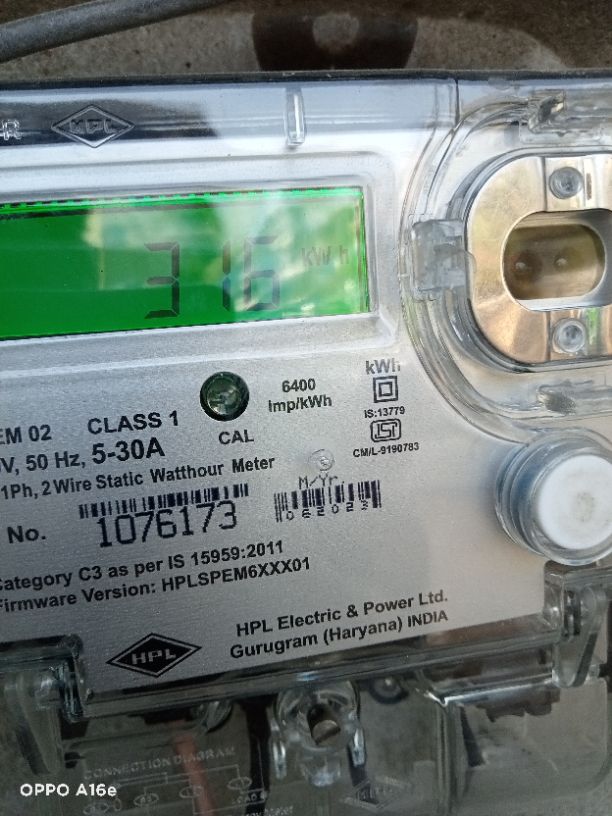 HPL
316 kWh
6400
Imp/kWh
kWh
IS:13779
CM/L-9190783
EM 02 CLASS 1
CAL
V, 50 Hz, 5-30A
1Ph, 2 Wire Static Watthour Meter
M/Yr.
No. 1076173
062023
Category C3 as per IS 15959:2011
Firmware Version: HPLSPEM6XXX01
HPL Electric & Power Ltd.
Gurugram (Haryana) INDIA
HPL
CONNECTION DIAGRAM
OPPO A16e